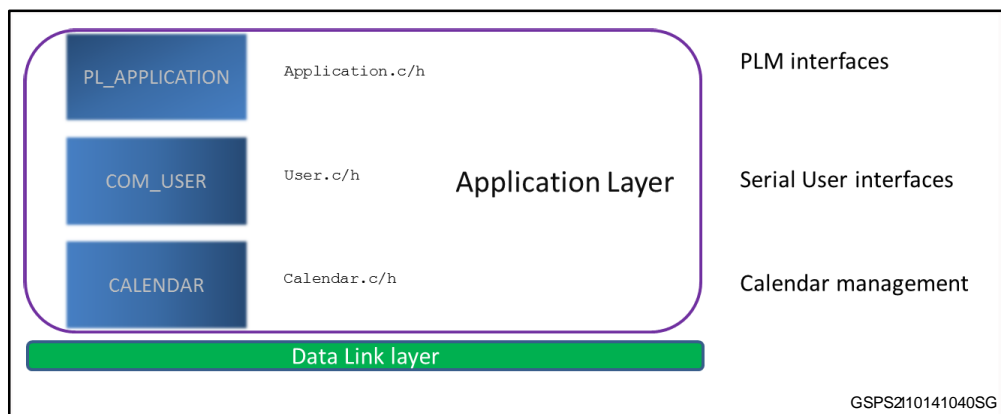 PL_APPLICATION Application.c/h PLM interfaces
COM_USER User.c/h Application Layer Serial User interfaces
CALENDAR Calendar.c/h Calendar management
Data Link layer
GSPS2110141040SG